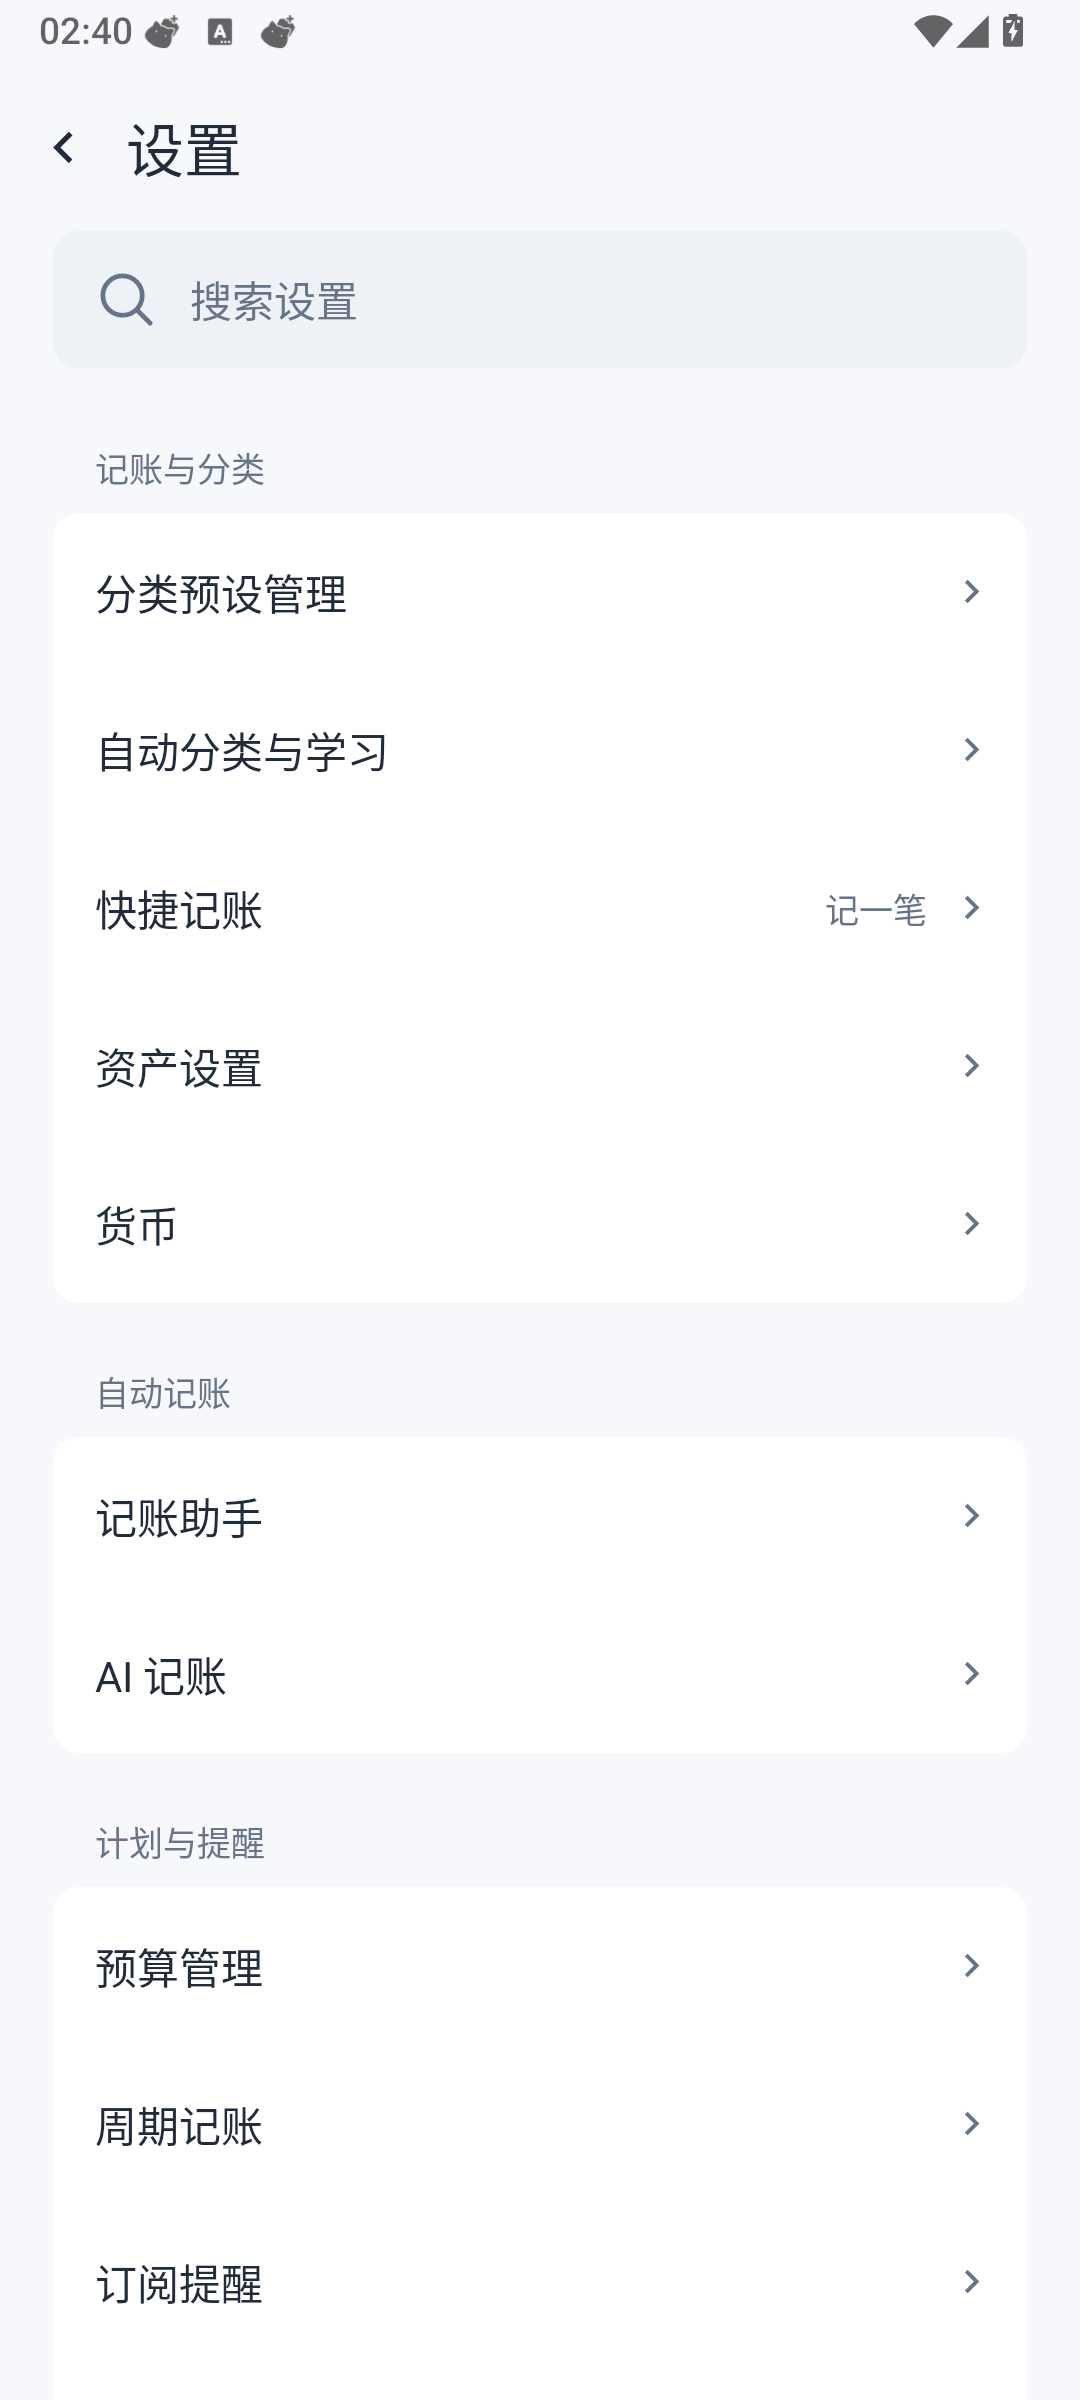 02:40
设置
搜索设置
记账与分类
分类预设管理
自动分类与学习
快捷记账 记一笔
资产设置
货币
自动记账
记账助手
AI 记账
计划与提醒
预算管理
周期记账
订阅提醒